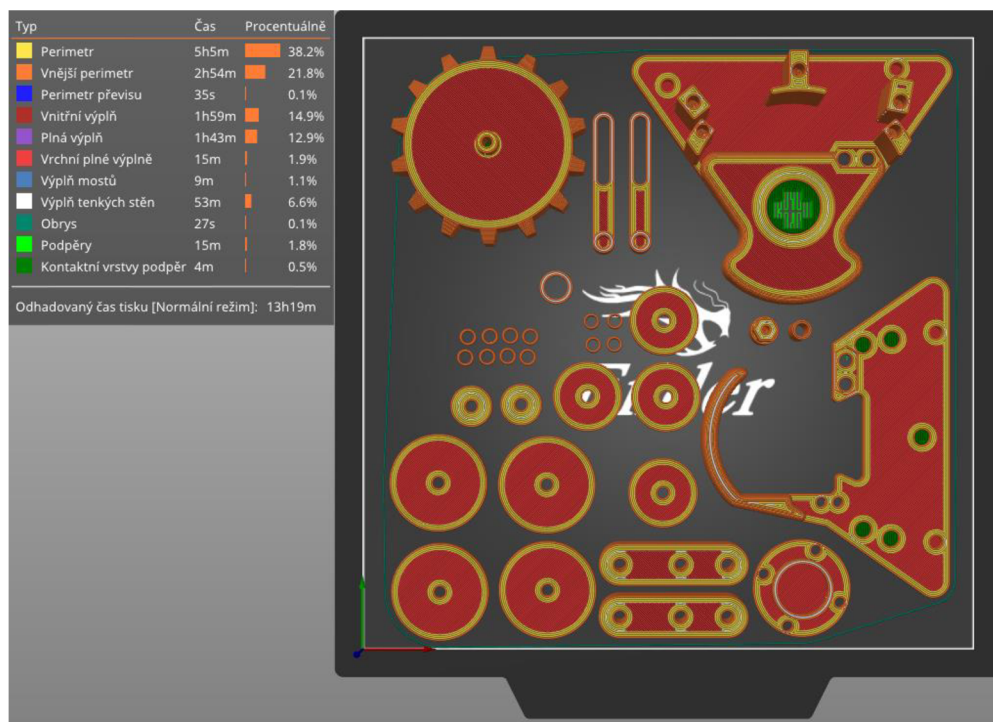 Typ Čas Procentuálně
Perimetr 5h5m 38.2%
Vnější perimetr 2h54m 21.8%
Perimetr převisu 35s 0.1%
Vnitřní výplň 1h59m 14.9%
Plná výplň 1h43m 12.9%
Vrchní plné výplně 15m 1.9%
Výplň mostů 9m 1.1%
Výplň tenkých stěn 53m 6.6%
Obrys 27s 0.1%
Podpěry 15m 1.8%
Kontaktní vrstvy podpěr 4m 0.5%
Odhadovaný čas tisku [Normální režim]: 13h19m
Ender